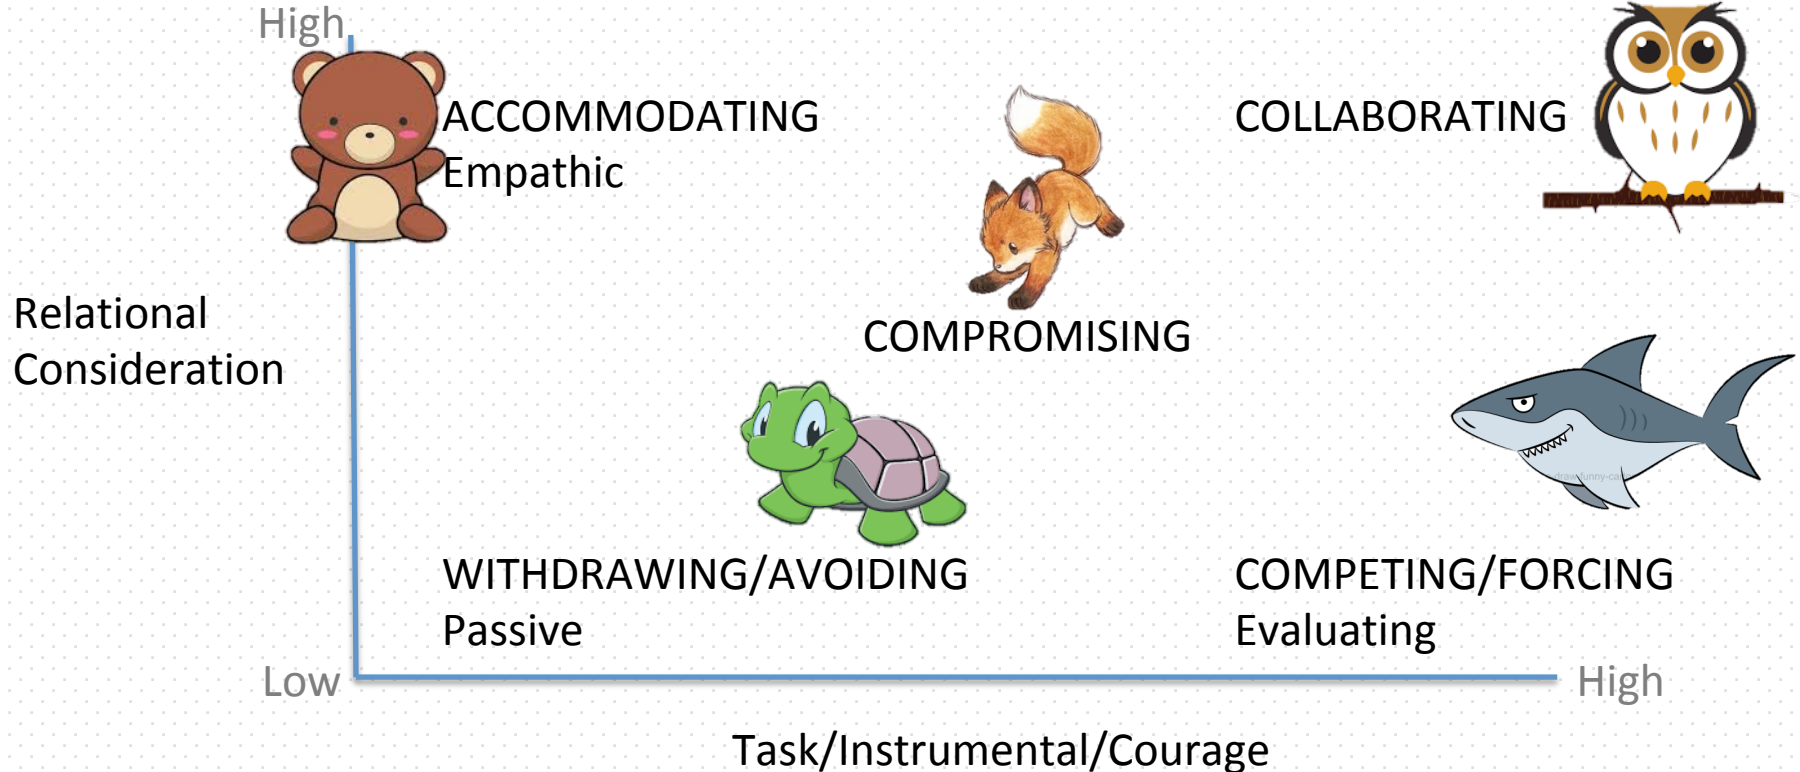 High
ACCOMMODATING
Empathic
COLLABORATING
Relational
Consideration
COMPROMISING
WITHDRAWING/AVOIDING
Passive
COMPETING/FORCING
Evaluating
Low
High
Task/Instrumental/Courage